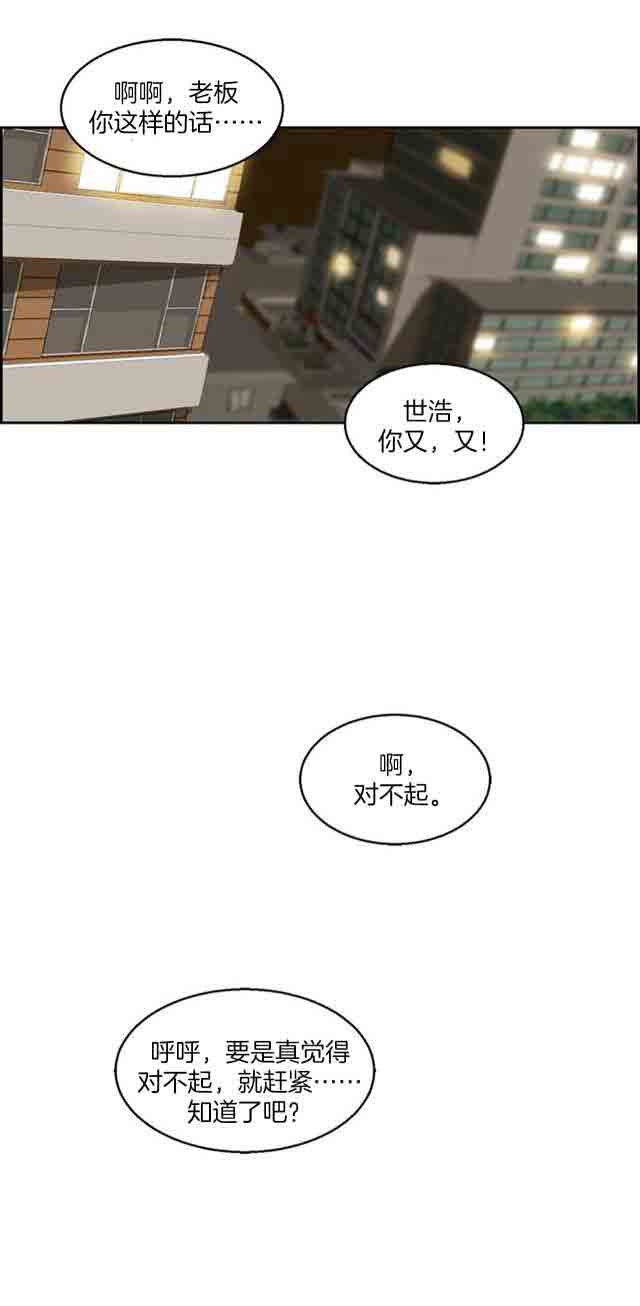 啊啊，老板
你这样的话……
世浩，
你又，又！
啊，
对不起。
呼呼，要是真觉得
对不起，就赶紧……
知道了吧？